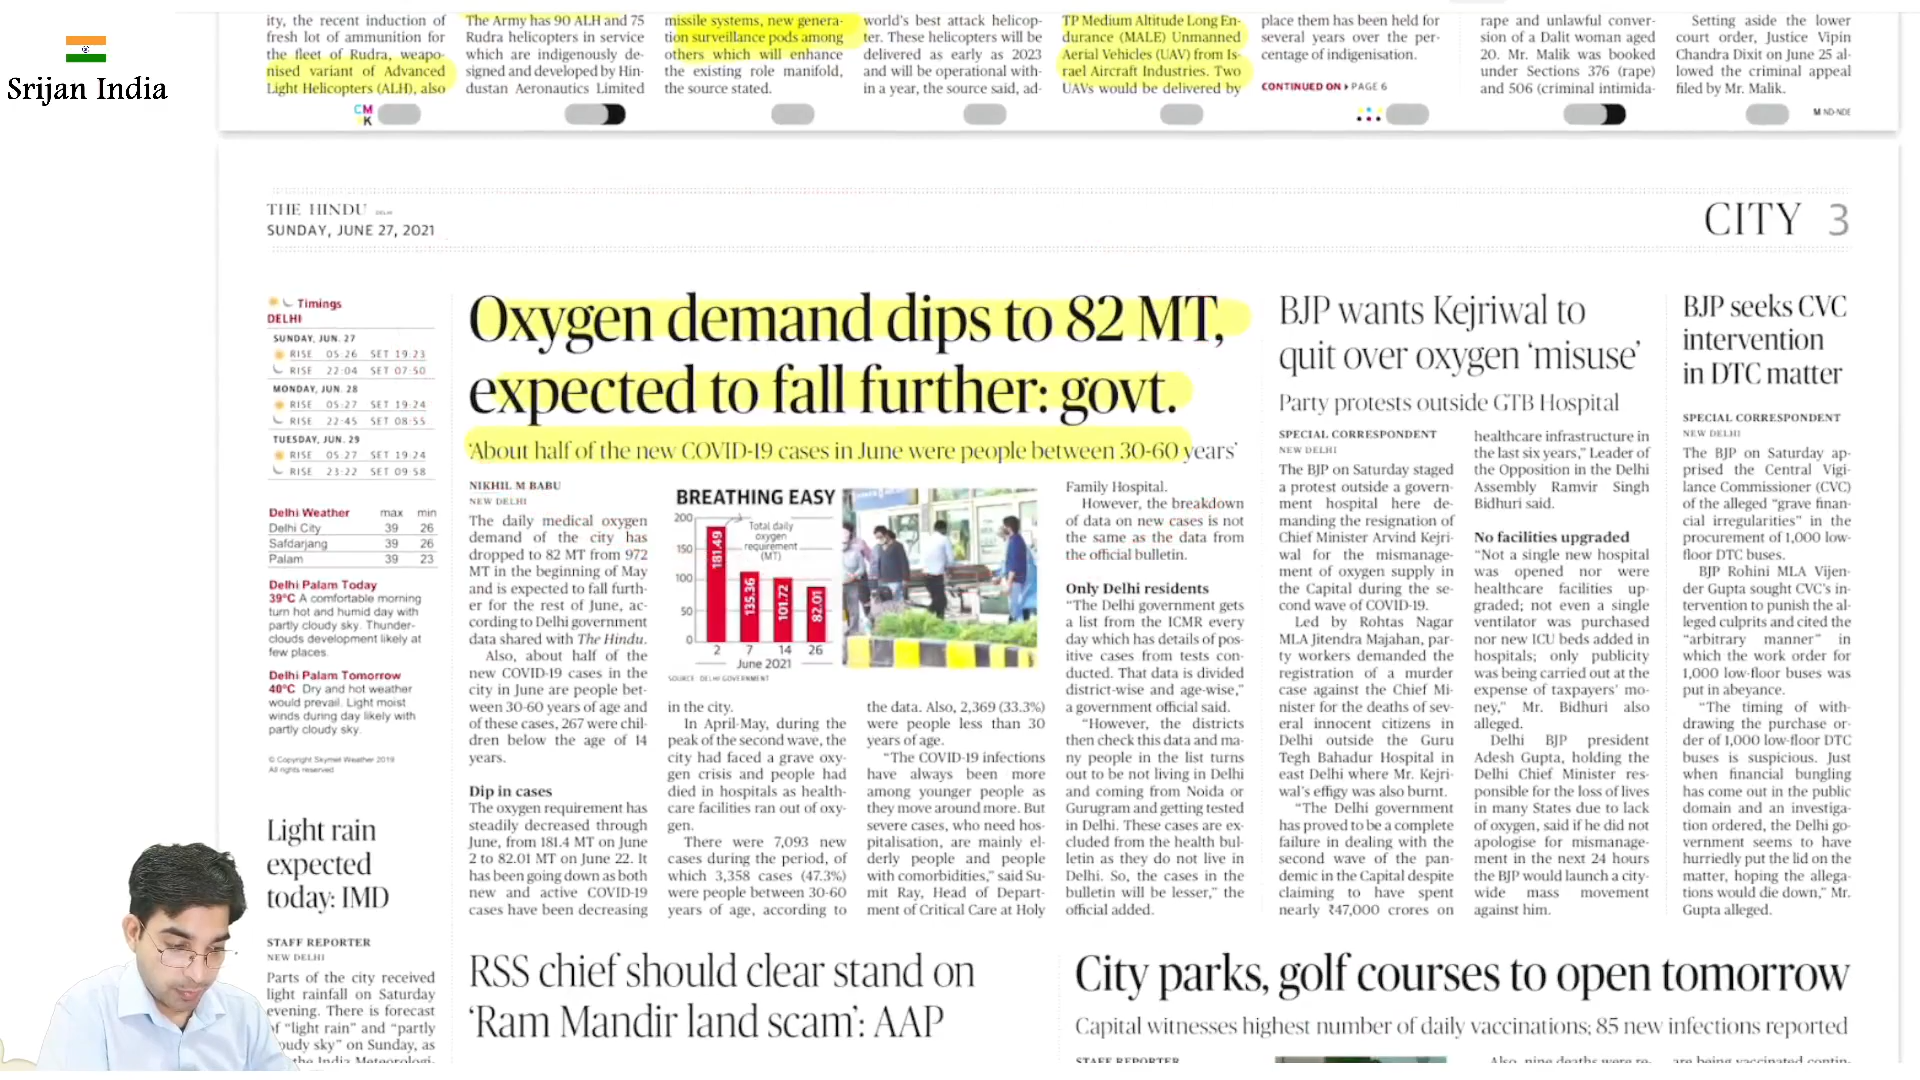 Srijan India
ity, the recent induction of
fresh lot of ammunition for
the fleet of Rudra, weapo-
nised variant of Advanced
Light Helicopters (ALH), also
The Army has 90 ALH and 75
Rudra helicopters in service
which are indigenously de-
signed and developed by Hin-
dustan Aeronautics Limited
missile systems, new genera-
tion surveillance pods among
others which will enhance
the existing role manifold,
the source stated.
world's best attack helicop-
ter. These helicopters will be
delivered as early as 2023
and will be operational with-
in a year, the source said, ad-
TP Medium Altitude Long En-
durance (MALE) Unmanned
Aerial Vehicles (UAV) from Is-
rael Aircraft Industries. Two
UAVs would be delivered by
place them has been held for
several years over the per-
centage of indigenisation.
CONTINUED ON ▸ PAGE 6
rape and unlawful conver-
sion of a Dalit woman aged
20. Mr. Malik was booked
under Sections 376 (rape)
and 506 (criminal intimida-
Setting aside the lower
court order, Justice Vipin
Chandra Dixit on June 25 al-
lowed the criminal appeal
filed by Mr. Malik.
CM
K
M ND-NDE
THE HINDU DELHI
SUNDAY, JUNE 27, 2021
CITY 3
Timings
DELHI
SUNDAY, JUN. 27
RISE 05 26 SET 19 23
RISE 22:04 SET 07:50
MONDAY, JUN. 28
RISE 05:27 SET 19:24
RISE 22:45 SET 08:55
TUESDAY, JUN. 29
RISE 05 27 SET 19 24
RISE 23:22 SET 09 58
Delhi Weather max min
Delhi City 39 26
Safdarjang 39 26
Palam 39 23
Delhi Palam Today
39°C A comfortable morning
turn hot and humid day with
partly cloudy sky. Thunder-
clouds development likely at
few places.
Delhi Palam Tomorrow
40°C Dry and hot weather
would prevail. Light moist
winds during day likely with
partly cloudy sky.
© Copyright Skymet Weather 2019
All rights reserved
Light rain
expected
today: IMD
STAFF REPORTER
NEW DELHI
Parts of the city received
light rainfall on Saturday
evening. There is forecast
of "light rain" and "partly
oudy sky" on Sunday, as
the India Meteorologi-
Oxygen demand dips to 82 MT,
expected to fall further: govt.
'About half of the new COVID-19 cases in June were people between 30-60 years'
NIKHIL M BABU
NEW DELHI
The daily medical oxygen
demand of the city has
dropped to 82 MT from 972
MT in the beginning of May
and is expected to fall furth-
er for the rest of June, ac-
cording to Delhi government
data shared with The Hindu.
Also, about half of the
new COVID-19 cases in the
city in June are people bet-
ween 30-60 years of age and
of these cases, 267 were chil-
dren below the age of 14
years.
Dip in cases
The oxygen requirement has
steadily decreased through
June, from 181.4 MT on June
2 to 82.01 MT on June 22. It
has been going down as both
new and active COVID-19
cases have been decreasing
BREATHING EASY
200
150
100
50
0
Total daily
oxygen
requirement
(MT)
181.49
135.36
101.72
82.01
2 7 14 26
June 2021
SOURCE: DELHI GOVERNMENT
in the city.
In April-May, during the
peak of the second wave, the
city had faced a grave oxy-
gen crisis and people had
died in hospitals as health-
care facilities ran out of oxy-
gen.
There were 7,093 new
cases during the period, of
which 3,358 cases (47.3%)
were people between 30-60
years of age, according to
the data. Also, 2,369 (33.3%)
were people less than 30
years of age.
"The COVID-19 infections
have always been more
among younger people as
they move around more. But
severe cases, who need hos-
pitalisation, are mainly el-
derly people and people
with comorbidities," said Su-
mit Ray, Head of Depart-
ment of Critical Care at Holy
Family Hospital.
However, the breakdown
of data on new cases is not
the same as the data from
the official bulletin.
Only Delhi residents
"The Delhi government gets
a list from the ICMR every
day which has details of pos-
itive cases from tests con-
ducted. That data is divided
district-wise and age-wise,"
a government official said.
"However, the districts
then check this data and ma-
ny people in the list turns
out to be not living in Delhi
and coming from Noida or
Gurugram and getting tested
in Delhi. These cases are ex-
cluded from the health bul-
letin as they do not live in
Delhi. So, the cases in the
bulletin will be lesser," the
official added.
BJP wants Kejriwal to
quit over oxygen 'misuse'
Party protests outside GTB Hospital
SPECIAL CORRESPONDENT
NEW DELHI
The BJP on Saturday staged
a protest outside a govern-
ment hospital here de-
manding the resignation of
Chief Minister Arvind Kejri-
wal for the mismanage-
ment of oxygen supply in
the Capital during the se-
cond wave of COVID-19.
Led by Rohtas Nagar
MLA Jitendra Mahajan, par-
ty workers demanded the
registration of a murder
case against the Chief Mi-
nister for the deaths of sev-
eral innocent citizens in
Delhi outside the Guru
Tegh Bahadur Hospital in
east Delhi where Mr. Kejri-
wal's effigy was also burnt.
"The Delhi government
has proved to be a complete
failure in dealing with the
second wave of the pan-
demic in the Capital despite
claiming to have spent
nearly ₹47,000 crores on
healthcare infrastructure in
the last six years," Leader of
the Opposition in the Delhi
Assembly Ramvir Singh
Bidhuri said.
No facilities upgraded
"Not a single new hospital
was opened nor were
healthcare facilities up-
graded; not even a single
ventilator was purchased
nor new ICU beds added in
hospitals; only publicity
was being carried out at the
expense of taxpayers' mo-
ney," Mr. Bidhuri also
alleged.
Delhi BJP president
Adesh Gupta, holding the
Delhi Chief Minister res-
ponsible for the loss of lives
in many States due to lack
of oxygen, said if he did not
apologise for mismanage-
ment in the next 24 hours
the BJP would launch a city-
wide mass movement
against him.
BJP seeks CVC
intervention
in DTC matter
SPECIAL CORRESPONDENT
NEW DELHI
The BJP on Saturday ap-
prised the Central Vigi-
lance Commissioner (CVC)
of the alleged "grave finan-
cial irregularities" in the
procurement of 1,000 low-
floor DTC buses.
BJP Rohini MLA Vijen-
der Gupta sought CVC's in-
tervention to punish the al-
leged culprits and cited the
"arbitrary manner" in
which the work order for
1,000 low-floor buses was
put in abeyance.
"The timing of with-
drawing the purchase or-
der of 1,000 low-floor DTC
buses is suspicious. Just
when financial bungling
has come out in the public
domain and an investiga-
tion ordered, the Delhi go-
vernment seems to have
hurriedly put the lid on the
matter, hoping the allega-
tions would die down," Mr.
Gupta alleged.
RSS chief should clear stand on
'Ram Mandir land scam': AAP
City parks, golf courses to open tomorrow
Capital witnesses highest number of daily vaccinations; 85 new infections reported
STAFF REPORTER
Also, nine deaths were re-
are being vaccinated contin-